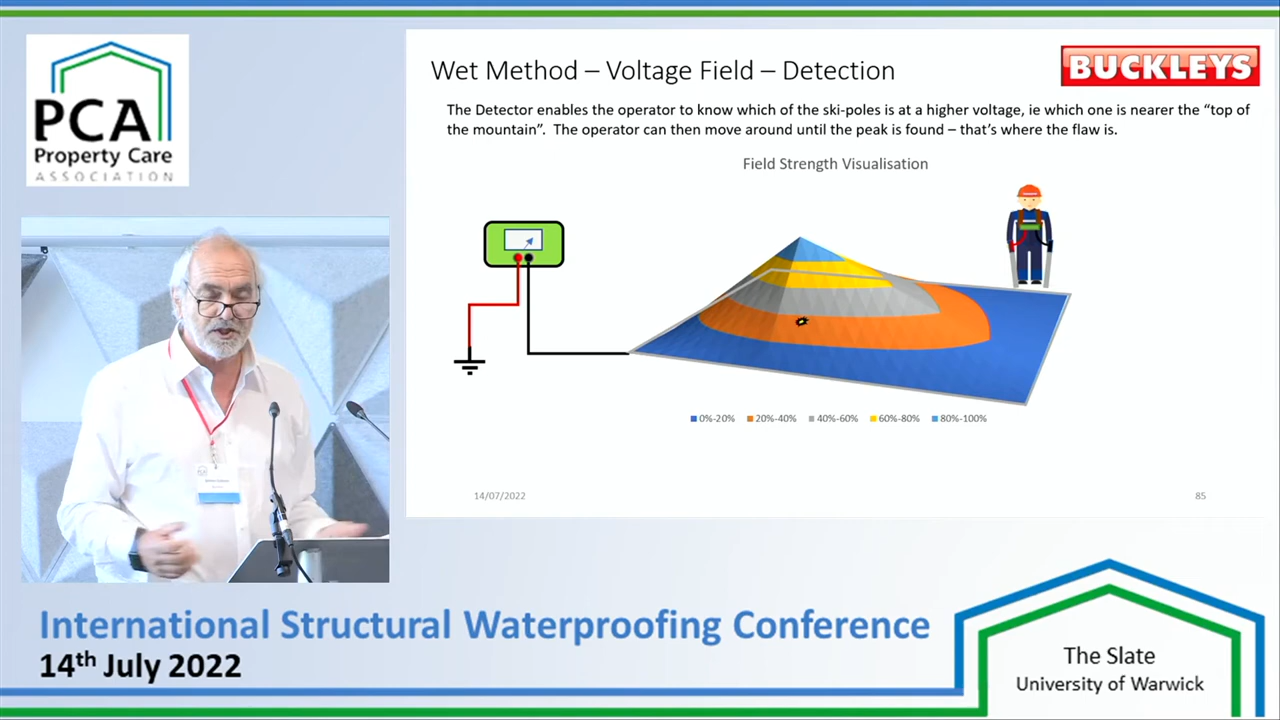 PCA
Property Care
ASSOCIATION
Wet Method – Voltage Field – Detection
BUCKLEYS
The Detector enables the operator to know which of the ski-poles is at a higher voltage, ie which one is nearer the “top of
the mountain”.  The operator can then move around until the peak is found – that’s where the flaw is.
Field Strength Visualisation
0%-20% 20%-40% 40%-60% 60%-80% 80%-100%
14/07/2022
85
International Structural Waterproofing Conference
14th July 2022
The Slate
University of Warwick